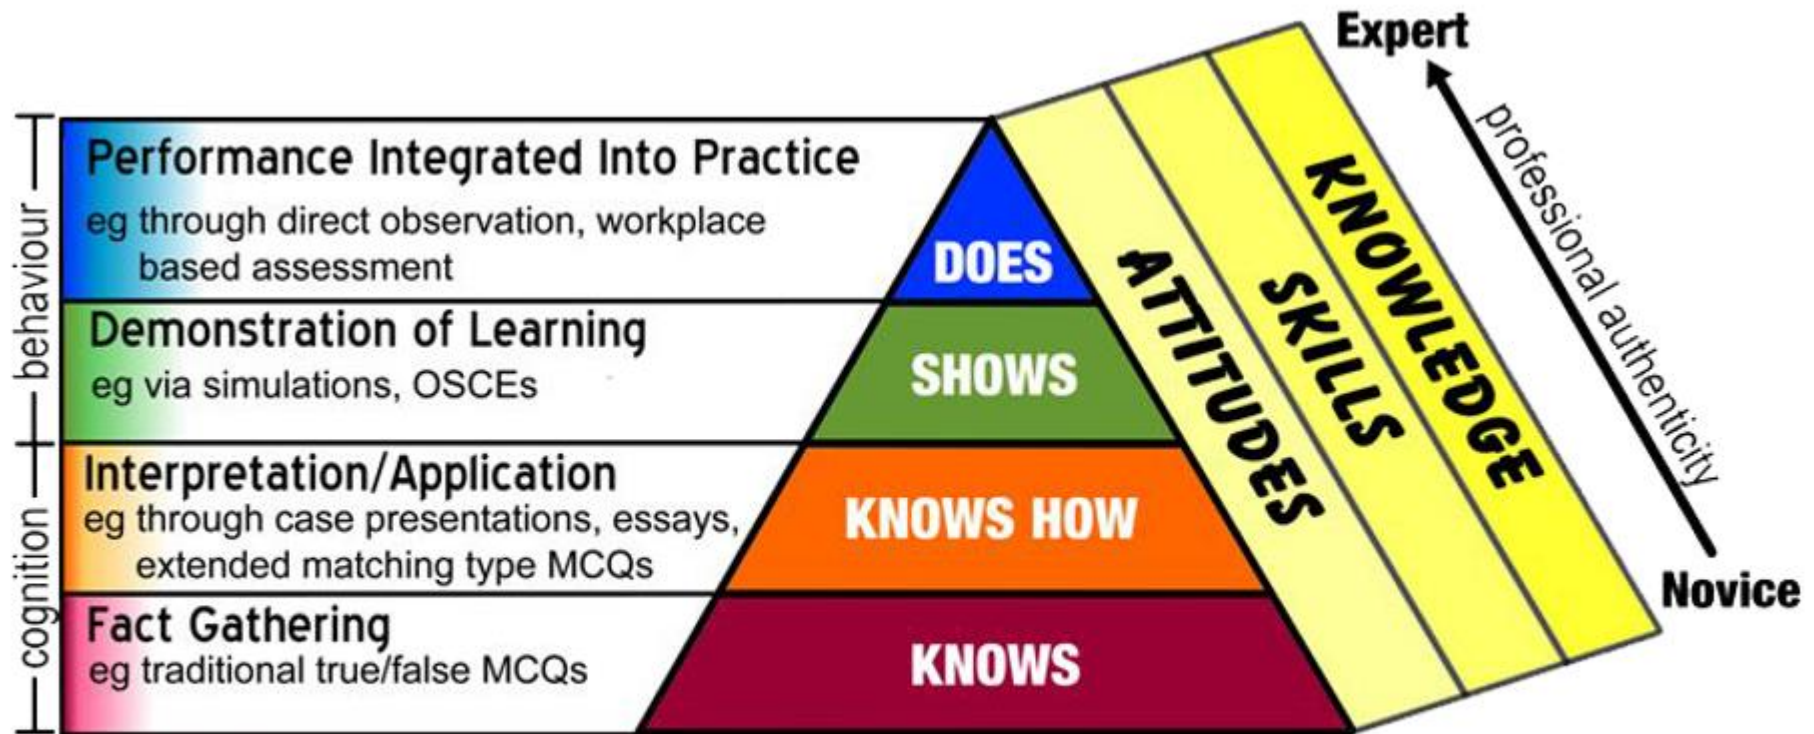 Expert
professional authenticity
Novice
behaviour
cognition
Performance Integrated Into Practice
eg through direct observation, workplace
based assessment
DOES
Demonstration of Learning
eg via simulations, OSCEs
SHOWS
Interpretation/Application
eg through case presentations, essays,
extended matching type MCQs
KNOWS HOW
Fact Gathering
eg traditional true/false MCQs
KNOWS
ATTITUDES
SKILLS
KNOWLEDGE